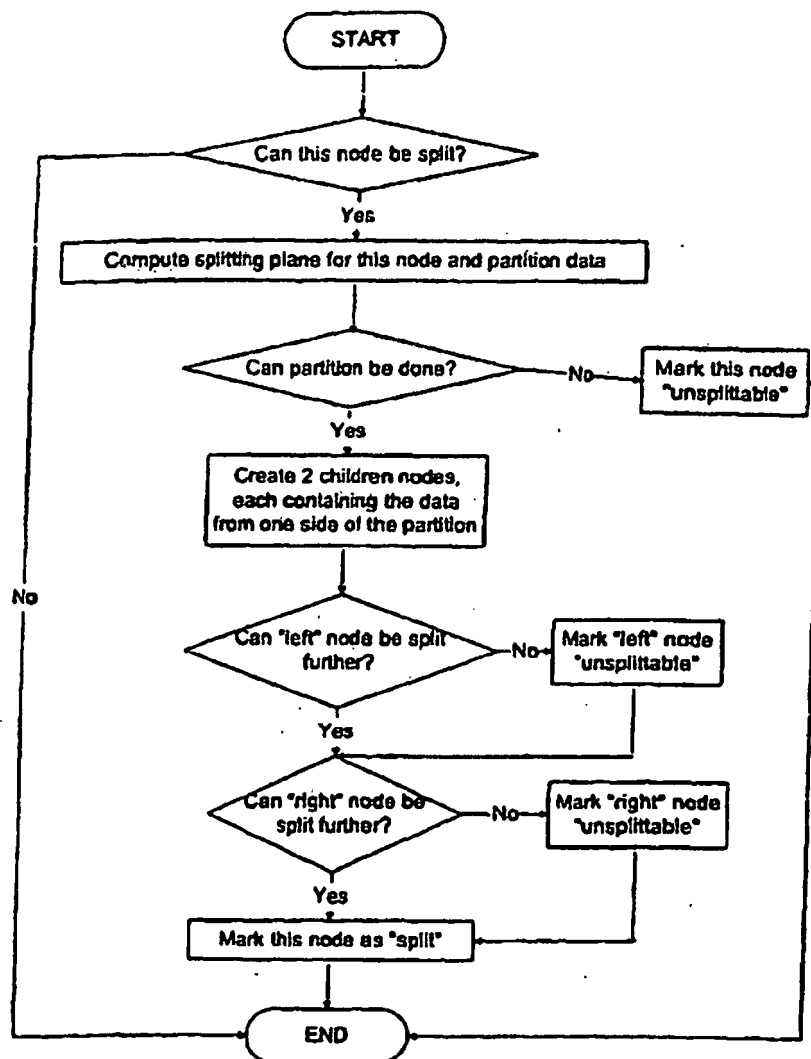 START
Can this node be split?
Yes
Compute splitting plane for this node and partition data
Can partition be done?
No
Mark this node
"unsplittable"
Yes
Create 2 children nodes,
each containing the data
from one side of the partition
No
Can "left" node be split
further?
No
Mark "left" node
"unsplittable"
Yes
Can "right" node be
split further?
No
Mark "right" node
"unsplittable"
Yes
Mark this node as "split"
END